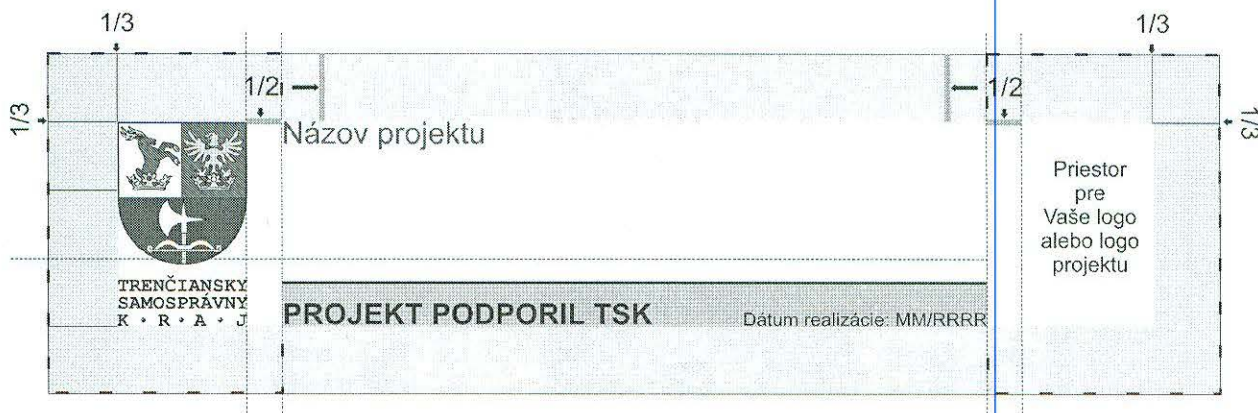 1/3
1/3
1/3
1/2
1/2
1/3
Názov projektu
Priestor
pre
Vaše logo
alebo logo
projektu
TRENČIANSKY
SAMOSPRÁVNY
K · R · A · J
PROJEKT PODPORIL TSK
Dátum realizácie: MM/RRRR